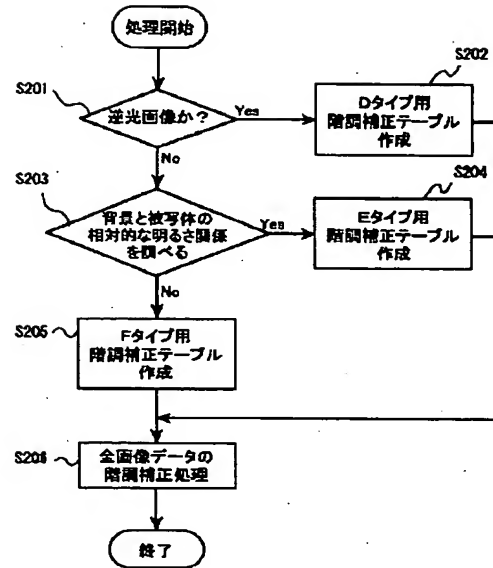 処理開始
S201
逆光画像か？
Yes
S202
Dタイプ用
階調補正テーブル
作成
No
S203
背景と被写体の
相対的な明るさ関係
を調べる
Yes
S204
Eタイプ用
階調補正テーブル
作成
No
S205
Fタイプ用
階調補正テーブル
作成
S206
全画像データの
階調補正処理
終了